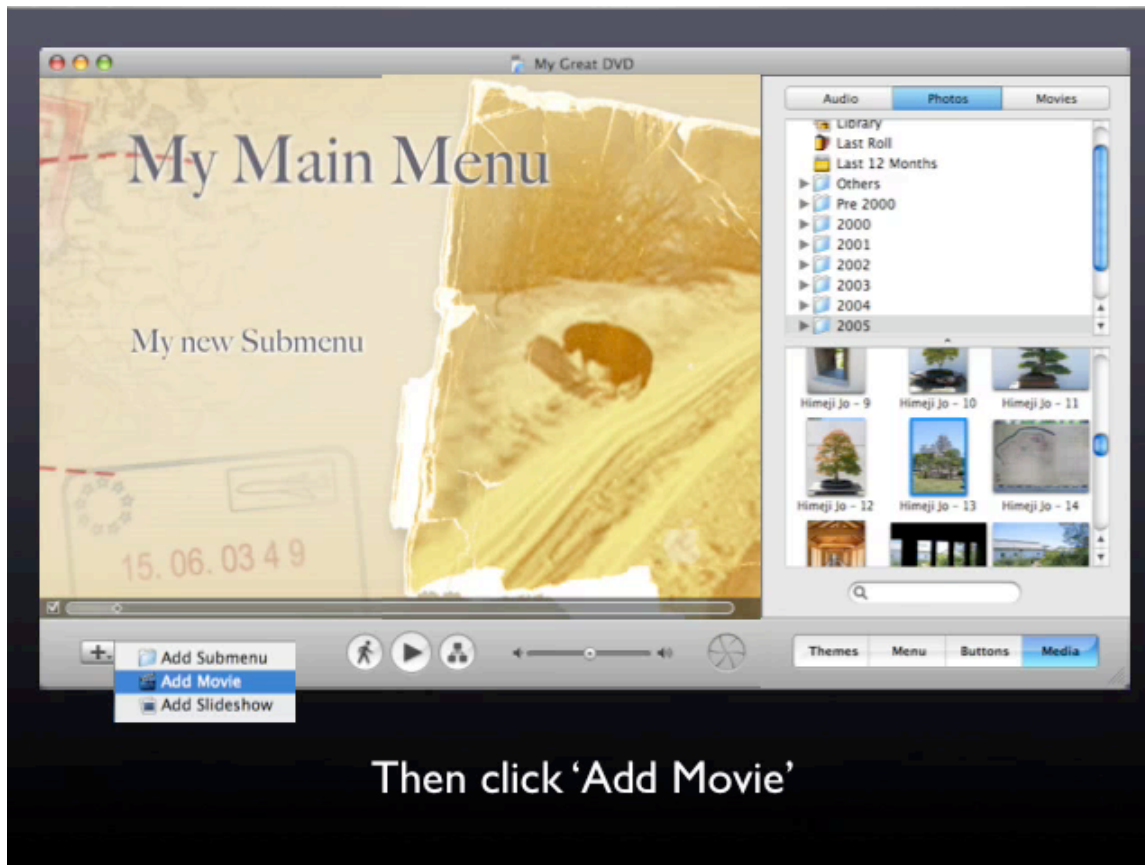 My Great DVD
My Main Menu
My new Submenu
15. 06. 03 4 9
Audio
Photos
Movies
Library
Last Roll
Last 12 Months
Others
Pre 2000
2000
2001
2002
2003
2004
2005
Himeji Jo - 9
Himeji Jo - 10
Himeji Jo - 11
Himeji Jo - 12
Himeji Jo - 13
Himeji Jo - 14
Add Submenu
Add Movie
Add Slideshow
Themes
Menu
Buttons
Media
Then click ‘Add Movie’